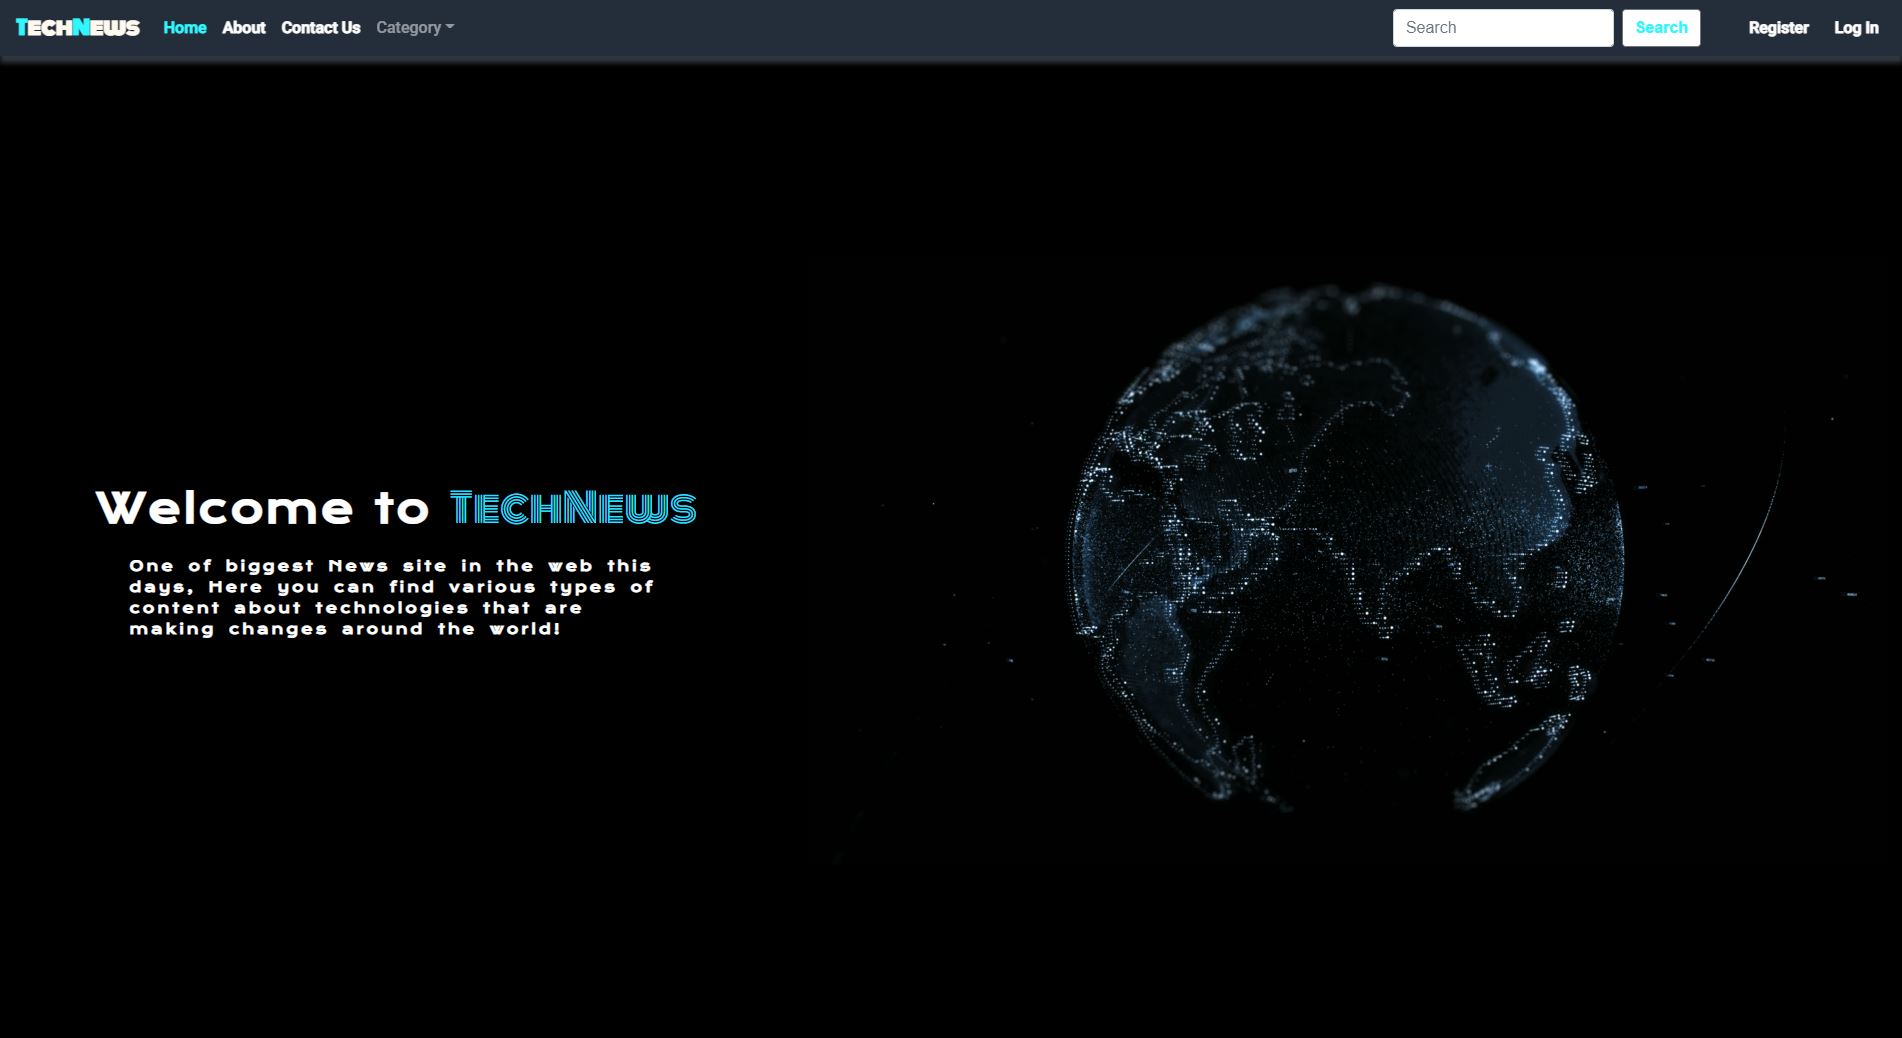 TechNews Home About Contact Us Category Search Search Register Log In
Welcome to TechNews
One of biggest News site in the web this
days, Here you can find various types of
content about technologies that are
making changes around the world!